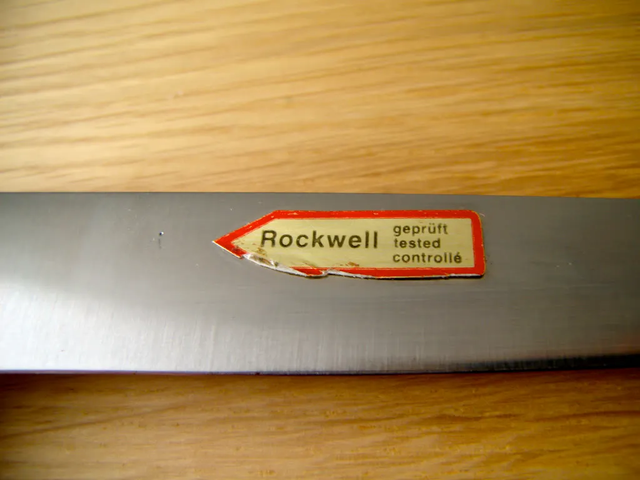 Rockwell
geprüft
tested
controllé